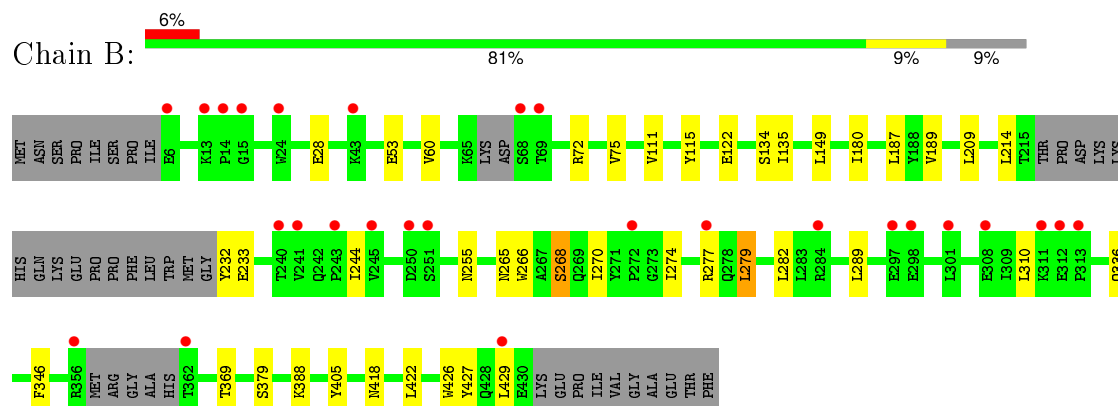 6%
Chain B:
81% 9% 9%
MET ASN SER PRO ILE SER PRO ILE E6 K13 P14 G15 W24 E28 K43 E53 V60 K65 LYS ASP S68 T69 R72 V75 V111 Y115 E122 S134 I135 L149 I180 L187 Y188 V189 L209 L214 T215 THR PRO ASP LYS LYS
HIS GLN LYS GLU PRO PRO PHE LEU TRP MET GLY Y232 E233 T240 V241 Q242 P243 I244 V245 D250 S251 N255 N265 W266 A267 S268 Q269 I270 Y271 P272 G273 I274 R277 Q278 L279 L282 L283 R284 L289 E297 E298 L301 E308 I309 L310 K311 E312 P313 Q336
F346 R356 MET ARG GLY ALA HIS T362 T369 S379 K388 Y405 N418 L422 W426 Y427 Q428 L429 E430 LYS GLU PRO ILE VAL GLY ALA GLU THR PHE